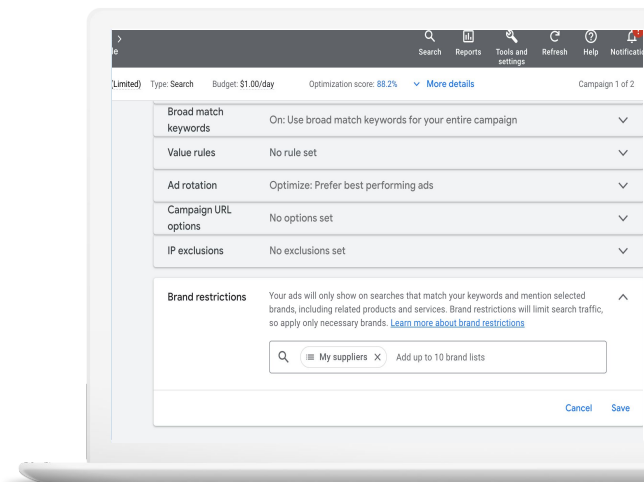 le
Search Reports Tools and settings Refresh Help
(Limited) Type: Search Budget: $1.00/day Optimization score: 88.2% More details Campaign 1 of 2
Broad match keywords On: Use broad match keywords for your entire campaign
Value rules No rule set
Ad rotation Optimize: Prefer best performing ads
Campaign URL options No options set
IP exclusions No exclusions set
Brand restrictions Your ads will only show on searches that match your keywords and mention selected
brands, including related products and services. Brand restrictions will limit search traffic,
so apply only necessary brands. Learn more about brand restrictions
My suppliers X Add up to 10 brand lists
Cancel Save